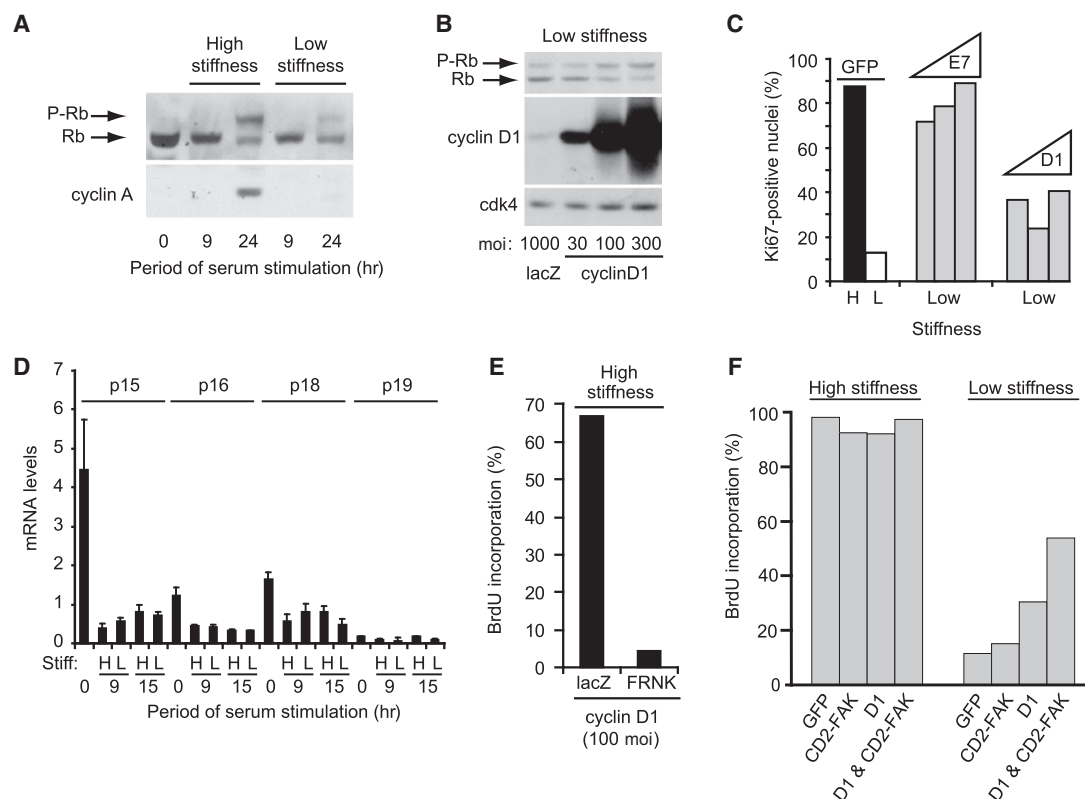 A
High stiffness
Low stiffness
P-Rb
Rb
cyclin A
0 9 24 9 24
Period of serum stimulation (hr)
B
Low stiffness
P-Rb
Rb
cyclin D1
cdk4
moi: 1000 30 100 300
lacZ cyclinD1
C
Ki67-positive nuclei (%)
100
80
60
40
20
0
GFP
E7
D1
H L Low Low
Stiffness
D
mRNA levels
7
6
5
4
3
2
1
0
p15 p16 p18 p19
Stiff: H L H L H L H L H L H L H L H L
0 9 15 0 9 15 0 9 15 0 9 15
Period of serum stimulation (hr)
E
High
stiffness
BrdU incorporation (%)
70
60
50
40
30
20
10
0
lacZ FRNK
cyclin D1
(100 moi)
F
High stiffness Low stiffness
BrdU incorporation (%)
100
80
60
40
20
0
GFP
CD2-FAK
D1
D1 & CD2-FAK
GFP
CD2-FAK
D1
D1 & CD2-FAK